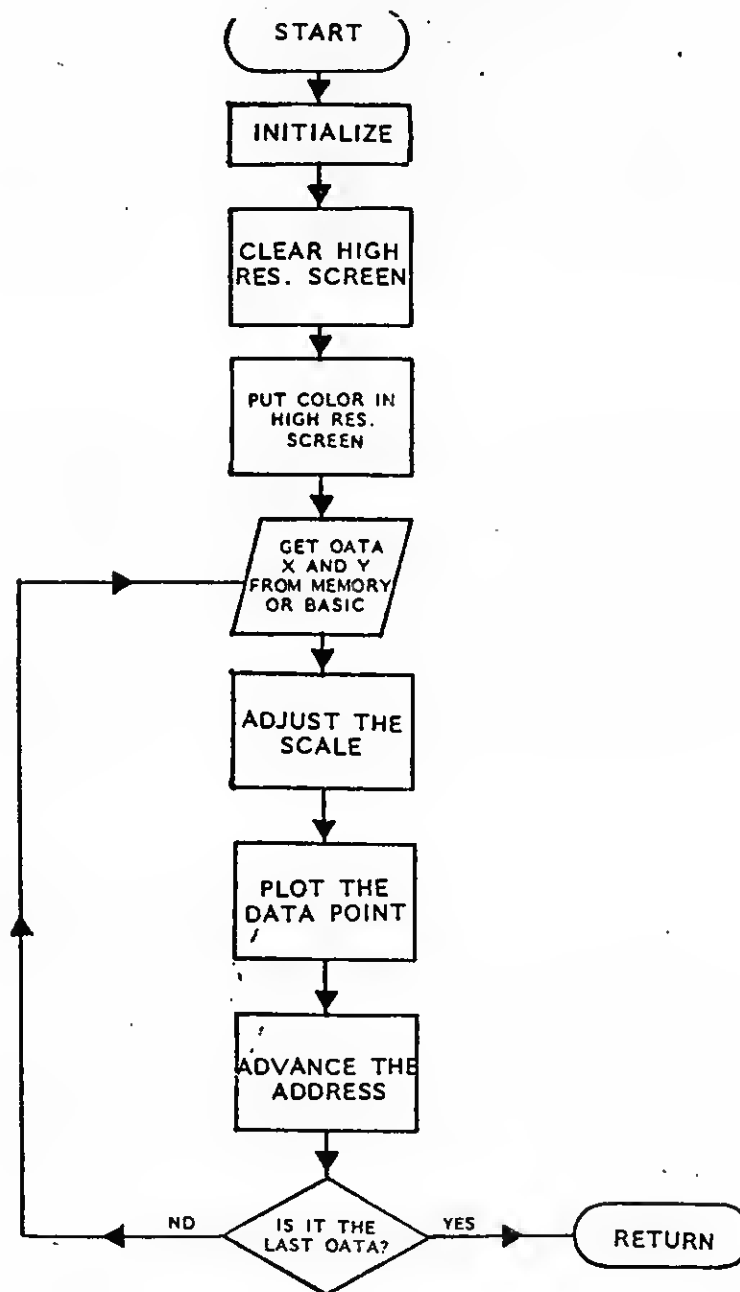 START
INITIALIZE
CLEAR HIGH
RES. SCREEN
PUT COLOR IN
HIGH RES.
SCREEN
GET OATA
X AND Y
FROM MEMORY
OR BASIC
ADJUST THE
SCALE
PLOT THE
DATA POINT
ADVANCE THE
ADDRESS
IS IT THE
LAST OATA?
ND
YES
RETURN